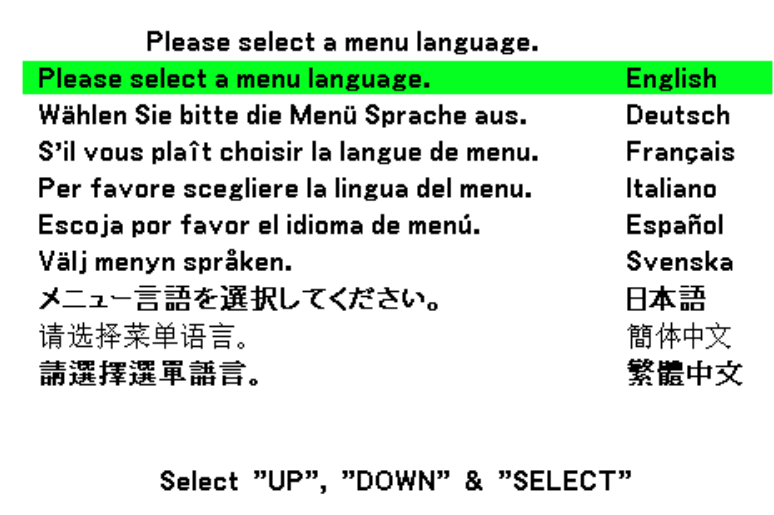 Please select a menu language.
Please select a menu language. English
Wählen Sie bitte die Menü Sprache aus. Deutsch
S'il vous plaît choisir la langue de menu. Français
Per favore scegliere la lingua del menu. Italiano
Escoja por favor el idioma de menú. Español
Välj menyn språken. Svenska
メニュー言語を選択してください。 日本語
请选择菜单语言。 簡体中文
請選擇選單語言。 繁體中文
Select ”UP”, ”DOWN” & ”SELECT”